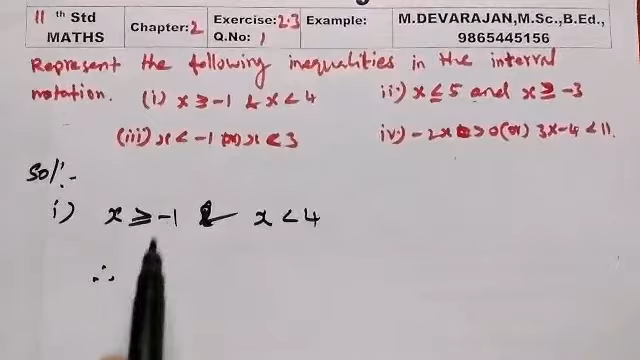 11 th Std MATHS
Chapter: 2
Exercise: 2.3
Q.No: 1
Example:
M.DEVARAJAN,M.Sc.,B.Ed.,
9865445156
Represent the following inequalities in the interval
notation. (i) x ≥ -1 & x < 4 ii.) x ≤ 5 and x ≥ -3
(iii) x < -1 (or) x < 3 iv.) -2x > 0 (or) 3x-4 < 11.
Sol:-
i) x ≥ -1 & x < 4
∴